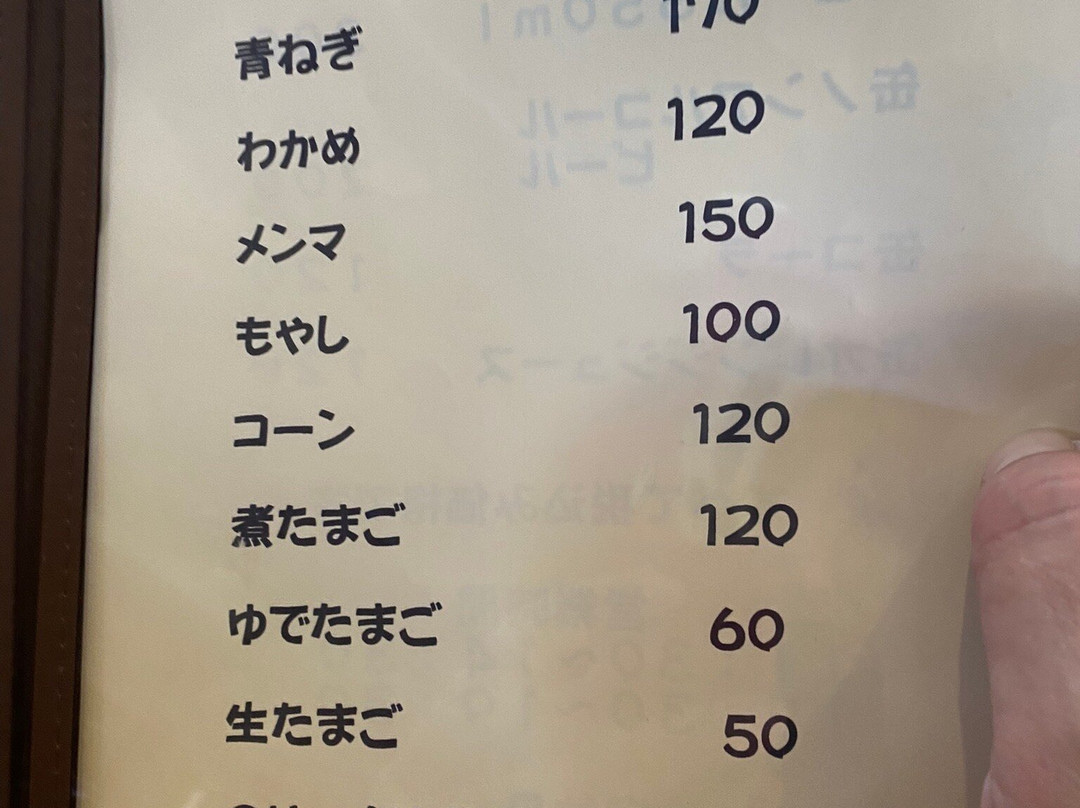 青ねぎ
わかめ 120
メンマ 150
もやし 100
コーン 120
煮たまご 120
ゆでたまご 60
生たまご 50